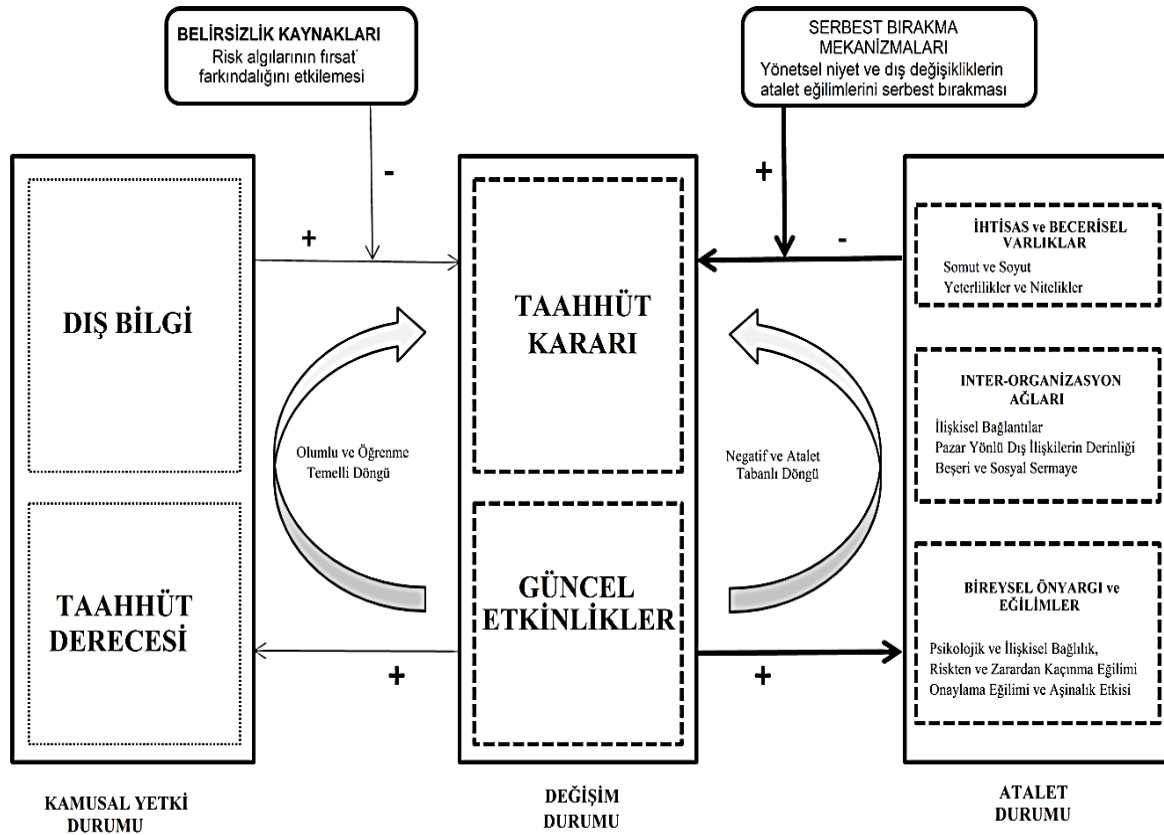 BELİRSİZLİK KAYNAKLARI
Risk algılarının fırsat
farkındalığını etkilemesi
SERBEST BIRAKMA
MEKANİZMALARI
Yönetsel niyet ve dış değişikliklerin
atalet eğilimlerini serbest bırakması
-
+
+
-
DIŞ BİLGİ
TAAHHÜT
DERECESİ
Olumlu ve Öğrenme
Temelli Döngü
TAAHHÜT
KARARI
GÜNCEL
ETKİNLİKLER
Negatif ve Atalet
Tabanlı Döngü
İHTİSAS ve BECERİSEL
VARLIKLAR
Somut ve Soyut
Yeterlilikler ve Nitelikler
INTER-ORGANİZASYON
AĞLARI
İlişkisel Bağlantılar
Pazar Yönlü Dış İlişkilerin Derinliği
Beşeri ve Sosyal Sermaye
BİREYSEL ÖNYARGI ve
EĞİLİMLER
Psikolojik ve İlişkisel Bağlılık,
Riskten ve Zarardan Kaçınma Eğilimi
Onaylama Eğilimi ve Aşinalık Etkisi
+
+
KAMUSAL YETKİ
DURUMU
DEĞİŞİM
DURUMU
ATALET
DURUMU